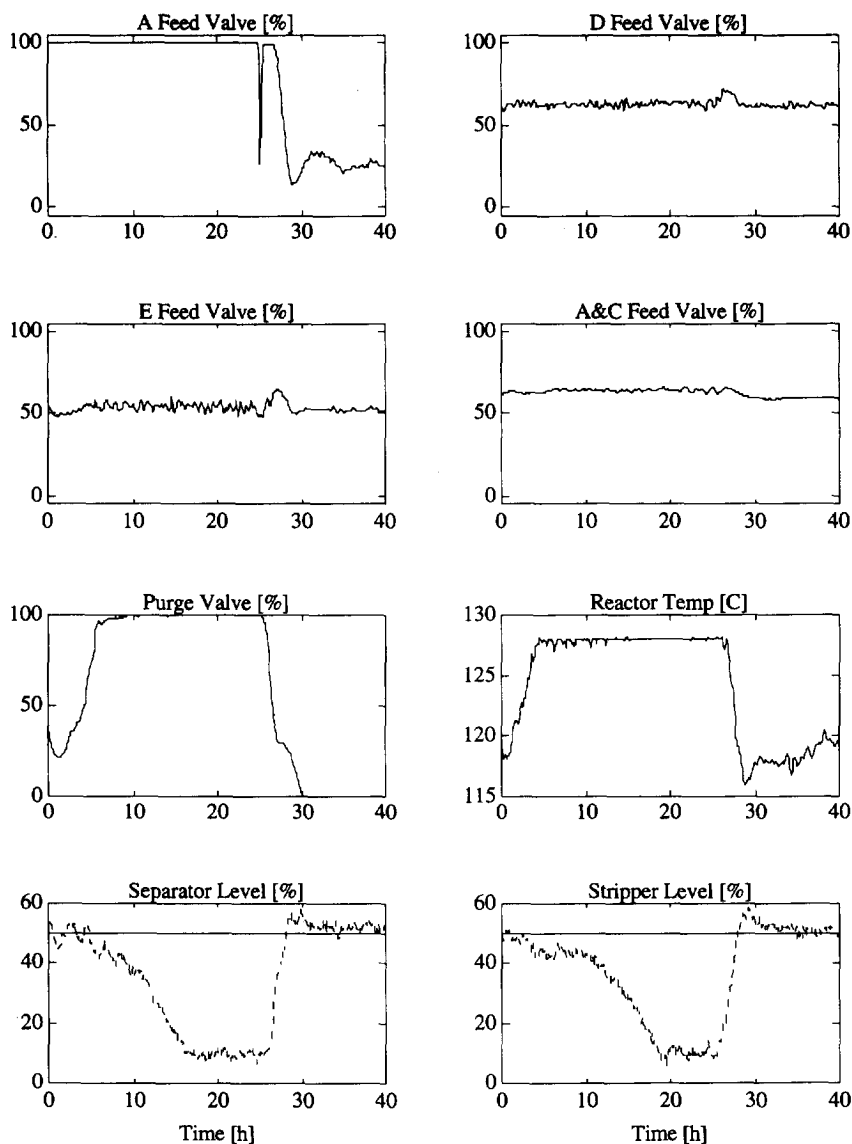 A Feed Valve [%]
D Feed Valve [%]
100
50
0
0. 10 20 30 40
100
50
0
0 10 20 30 40
E Feed Valve [%]
A&C Feed Valve [%]
100
50
0
0 10 20 30 40
100
50
0
0 10 20 30 40
Purge Valve [%]
Reactor Temp [C]
100
50
0
0 10 20 30 40
130
125
120
115
0 10 20 30 40
Separator Level [%]
Stripper Level [%]
60
40
20
0
0 10 20 30 40
Time [h]
60
40
20
0
0 10 20 30 40
Time [h]